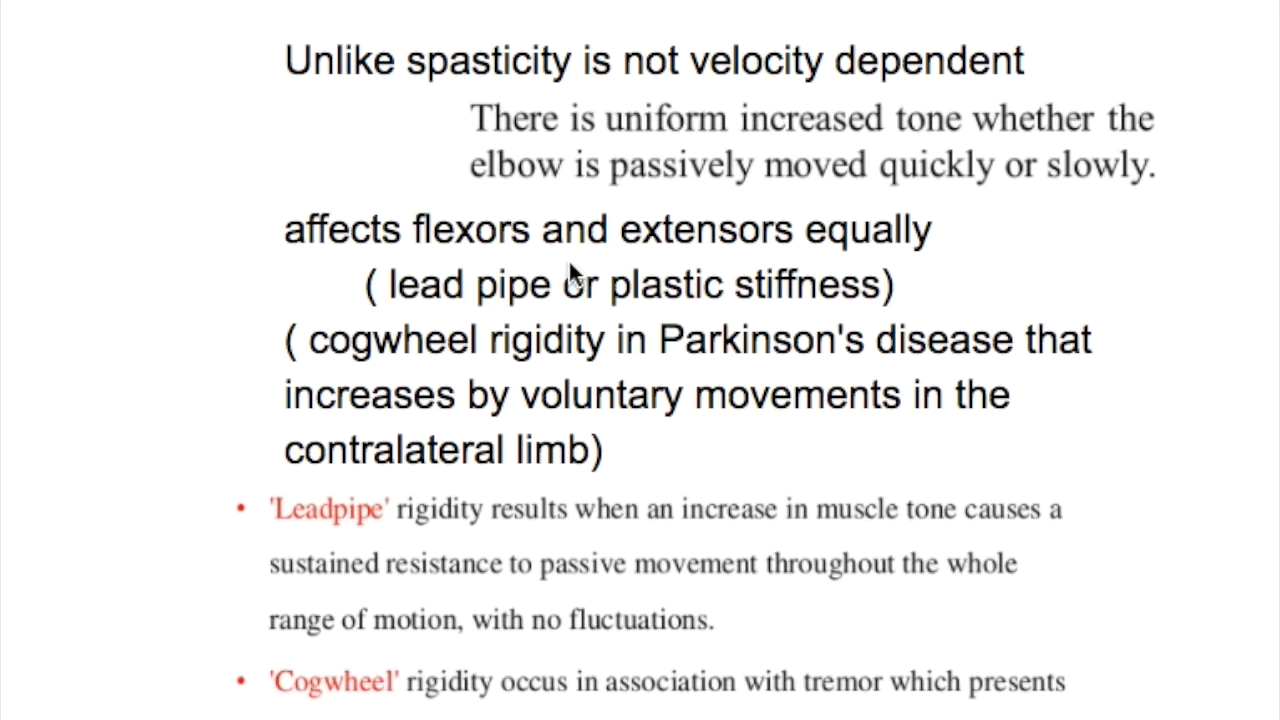 Unlike spasticity is not velocity dependent
There is uniform increased tone whether the
elbow is passively moved quickly or slowly.
affects flexors and extensors equally
( lead pipe or plastic stiffness)
( cogwheel rigidity in Parkinson's disease that
increases by voluntary movements in the
contralateral limb)
• 'Leadpipe' rigidity results when an increase in muscle tone causes a
sustained resistance to passive movement throughout the whole
range of motion, with no fluctuations.
• 'Cogwheel' rigidity occus in association with tremor which presents